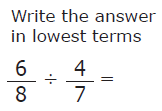 Write the answer
in lowest terms
6/8 ÷ 4/7 =